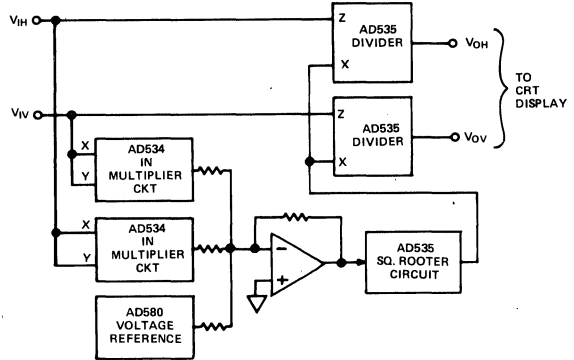 VIH
Z
AD535
DIVIDER
X
VOH
TO
CRT
DISPLAY
VIV
Z
AD535
DIVIDER
X
VOV
X
Y
AD534
IN
MULTIPLIER
CKT
X
Y
AD534
IN
MULTIPLIER
CKT
−
+
AD535
SQ. ROOTER
CIRCUIT
AD580
VOLTAGE
REFERENCE